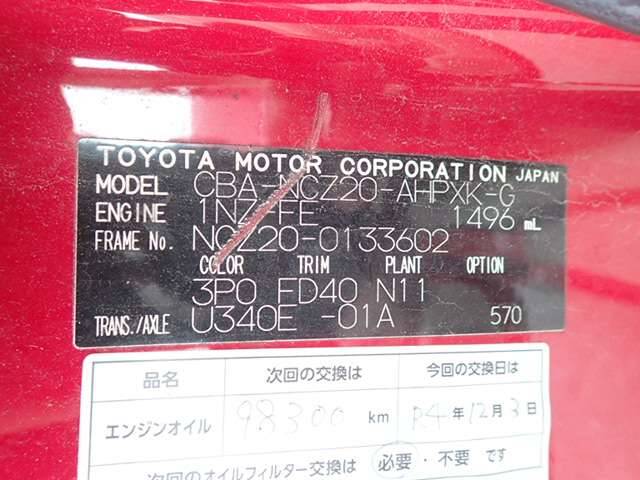 TOYOTA MOTOR CORPORATION JAPAN
MODEL CBA-NCZ20-AHPXK-G
ENGINE 1NZ-FE 1496 mL
FRAME No. NCZ20-0133602
COLOR TRIM PLANT OPTION
3P0 FD40 N11
TRANS./AXLE U340E -01A 570
品名 次回の交換は 今回の交換日は
エンジンオイル 98300 km R4年12月3日
次回のオイルフィルター交換は 必要・不要です